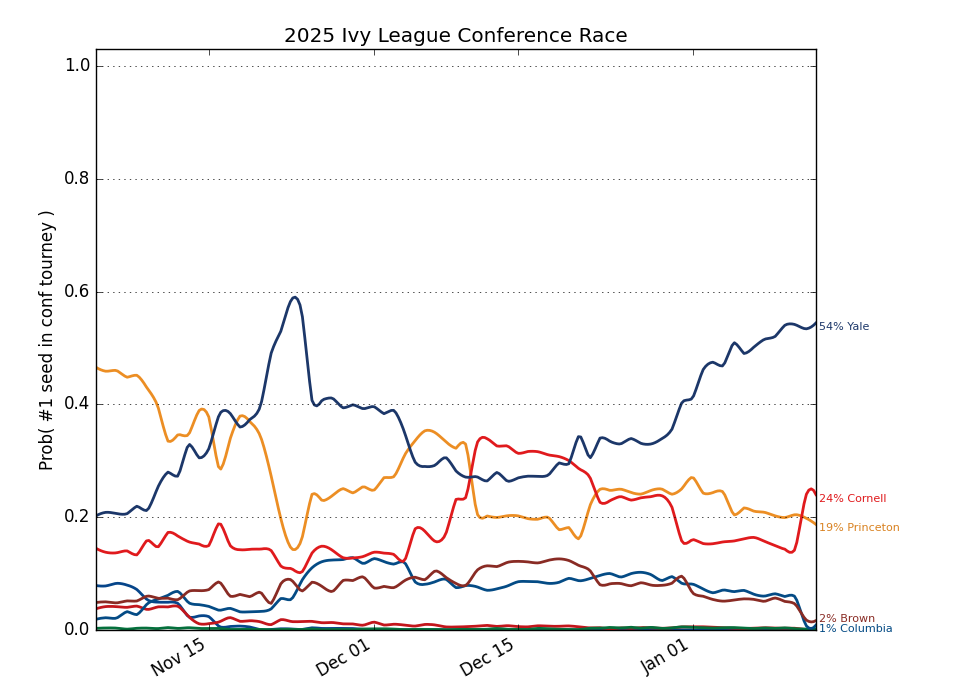 2025 Ivy League Conference Race
Prob( #1 seed in conf tourney )
1.0
0.8
0.6
0.4
0.2
0.0
Nov 15
Dec 01
Dec 15
Jan 01
54% Yale
24% Cornell
19% Princeton
2% Brown
1% Columbia